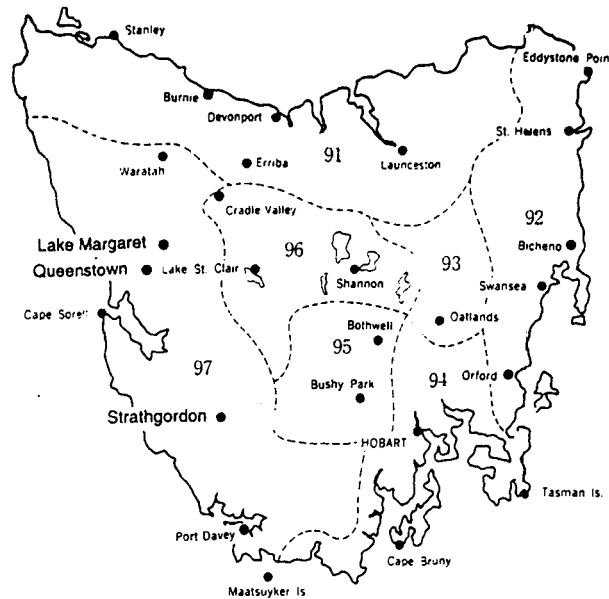 Stanley
Eddystone Poin
Burnie
Devonport
St. Helens
91
Launceston
Waratah
Erriba
Cradle Valley
92
Lake Margaret
96
93
Bicheno
Queenstown
Lake St. Clair
Shannon
Swansea
Cape Sorell
Oatlands
Bothwell
95
97
94
Orford
Bushy Park
Strathgordon
HOBART
Tasman Is.
Port Davey
Cape Bruny
Maatsuyker Is.